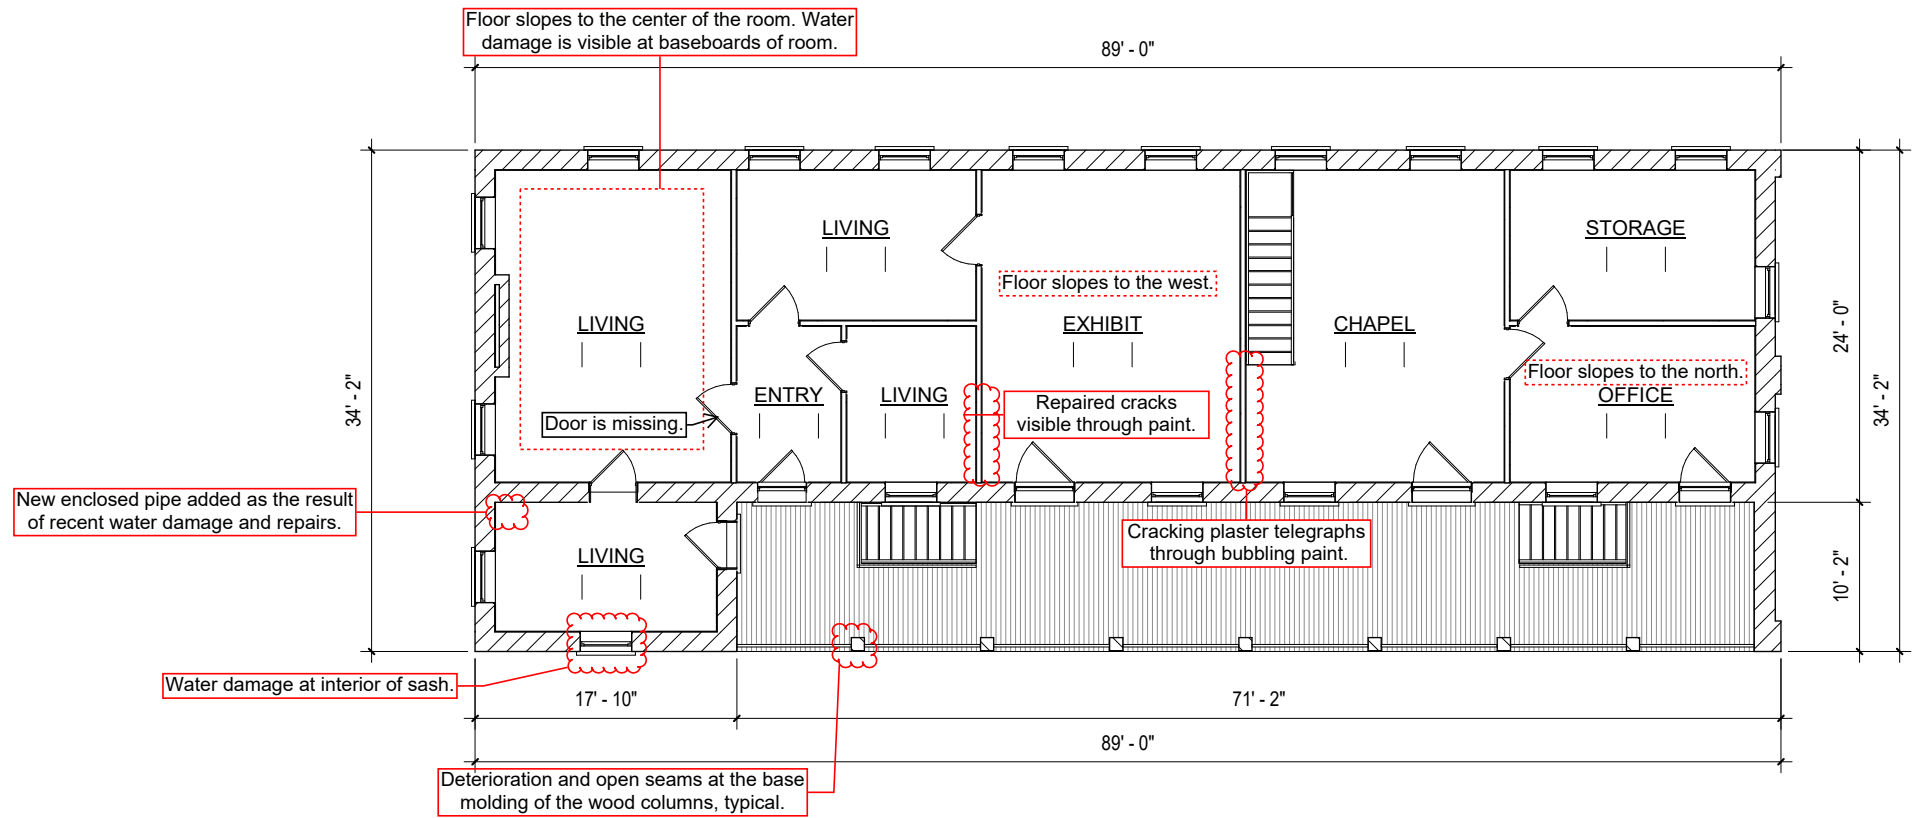 Floor slopes to the center of the room. Water
damage is visible at baseboards of room.
89' - 0"
34' - 2"
LIVING
STORAGE
Floor slopes to the west.
LIVING
EXHIBIT
CHAPEL
24' - 0"
34' - 2"
Floor slopes to the north.
ENTRY
LIVING
OFFICE
Repaired cracks
visible through paint.
Door is missing.
New enclosed pipe added as the result
of recent water damage and repairs.
Cracking plaster telegraphs
through bubbling paint.
LIVING
10' - 2"
Water damage at interior of sash.
17' - 10"
71' - 2"
89' - 0"
Deterioration and open seams at the base
molding of the wood columns, typical.